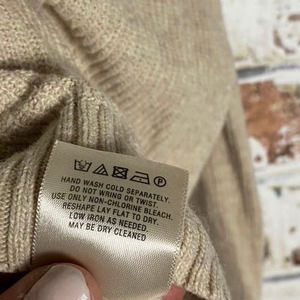 P
HAND WASH COLD SEPARATELY.
DO NOT WRING OR TWIST.
USE ONLY NON-CHLORINE BLEACH.
RESHAPE LAY FLAT TO DRY.
LOW IRON AS NEEDED.
MAY BE DRY CLEANED